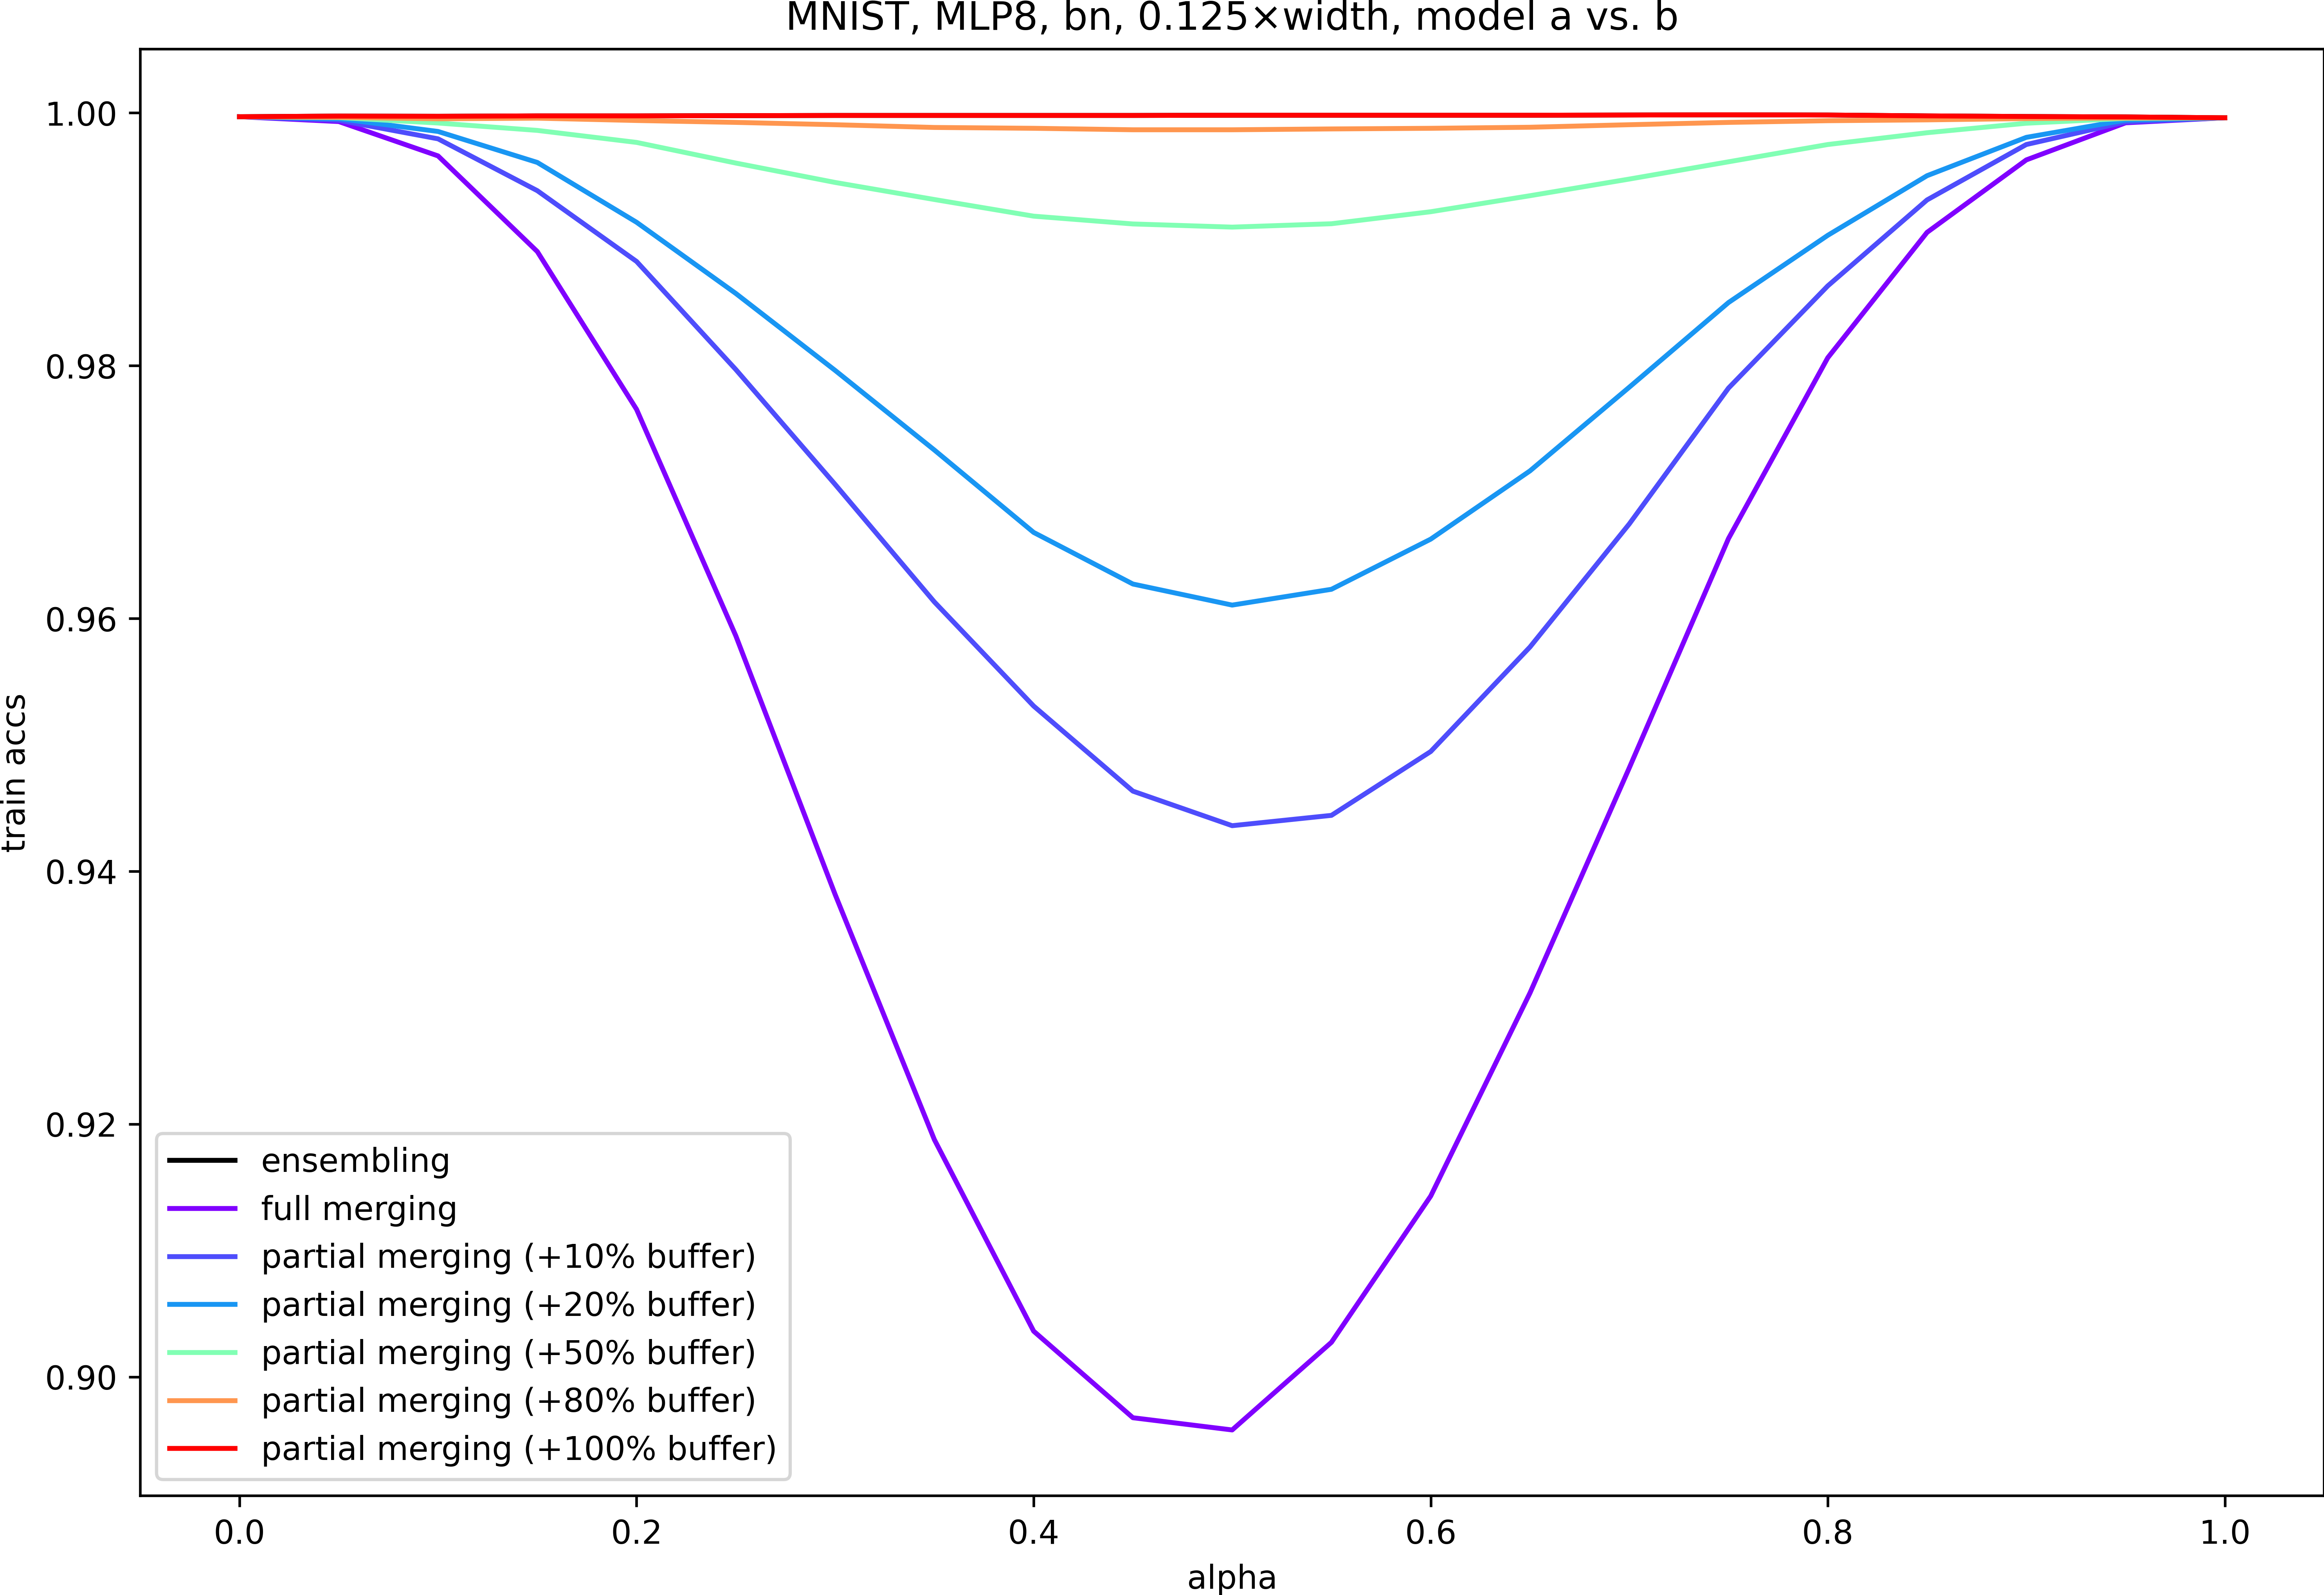 MNIST, MLP8, bn, 0.125×width, model a vs. b
1.00
0.98
0.96
0.94
0.92
0.90
train accs
ensembling
full merging
partial merging (+10% buffer)
partial merging (+20% buffer)
partial merging (+50% buffer)
partial merging (+80% buffer)
partial merging (+100% buffer)
0.0 0.2 0.4 0.6 0.8 1.0
alpha